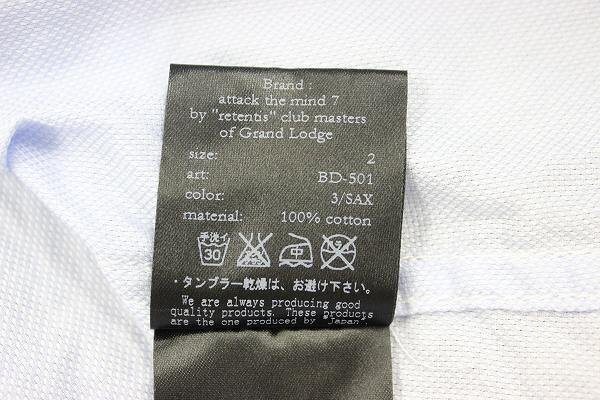 Brand :
attack the mind 7
by "retentis" club masters
of Grand Lodge
size: 2
art: BD-501
color: 3/SAX
material: 100% cotton
手洗イ 30 中 ドライ
・タンブラー乾燥は、お避け下さい。
We are always producing good
quality products. These products
are the one produced by "Japan".